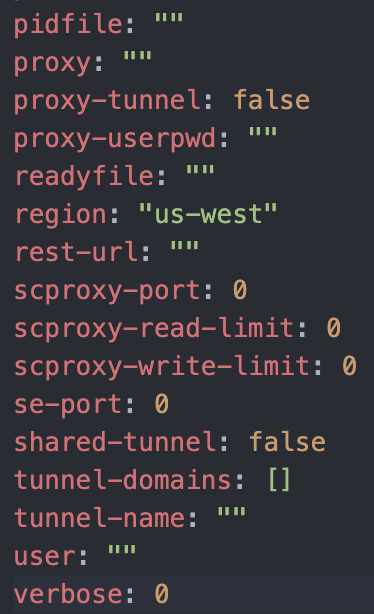 pidfile: ""
proxy: ""
proxy-tunnel: false
proxy-userpwd: ""
readyfile: ""
region: "us-west"
rest-url: ""
scproxy-port: 0
scproxy-read-limit: 0
scproxy-write-limit: 0
se-port: 0
shared-tunnel: false
tunnel-domains: []
tunnel-name: ""
user: ""
verbose: 0